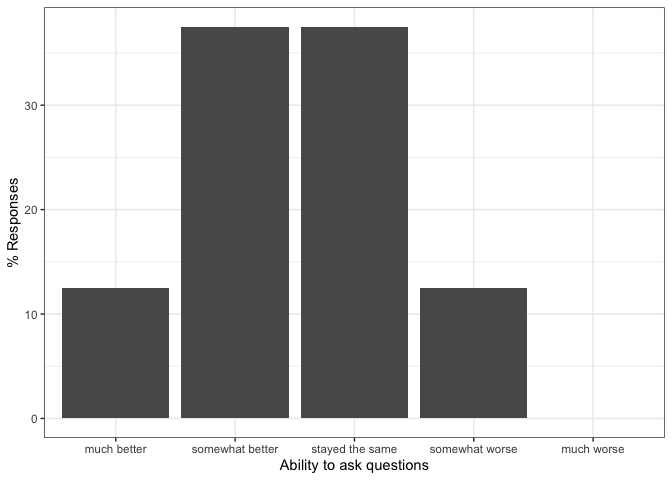 % Responses
30
20
10
0
much better somewhat better stayed the same somewhat worse much worse
Ability to ask questions